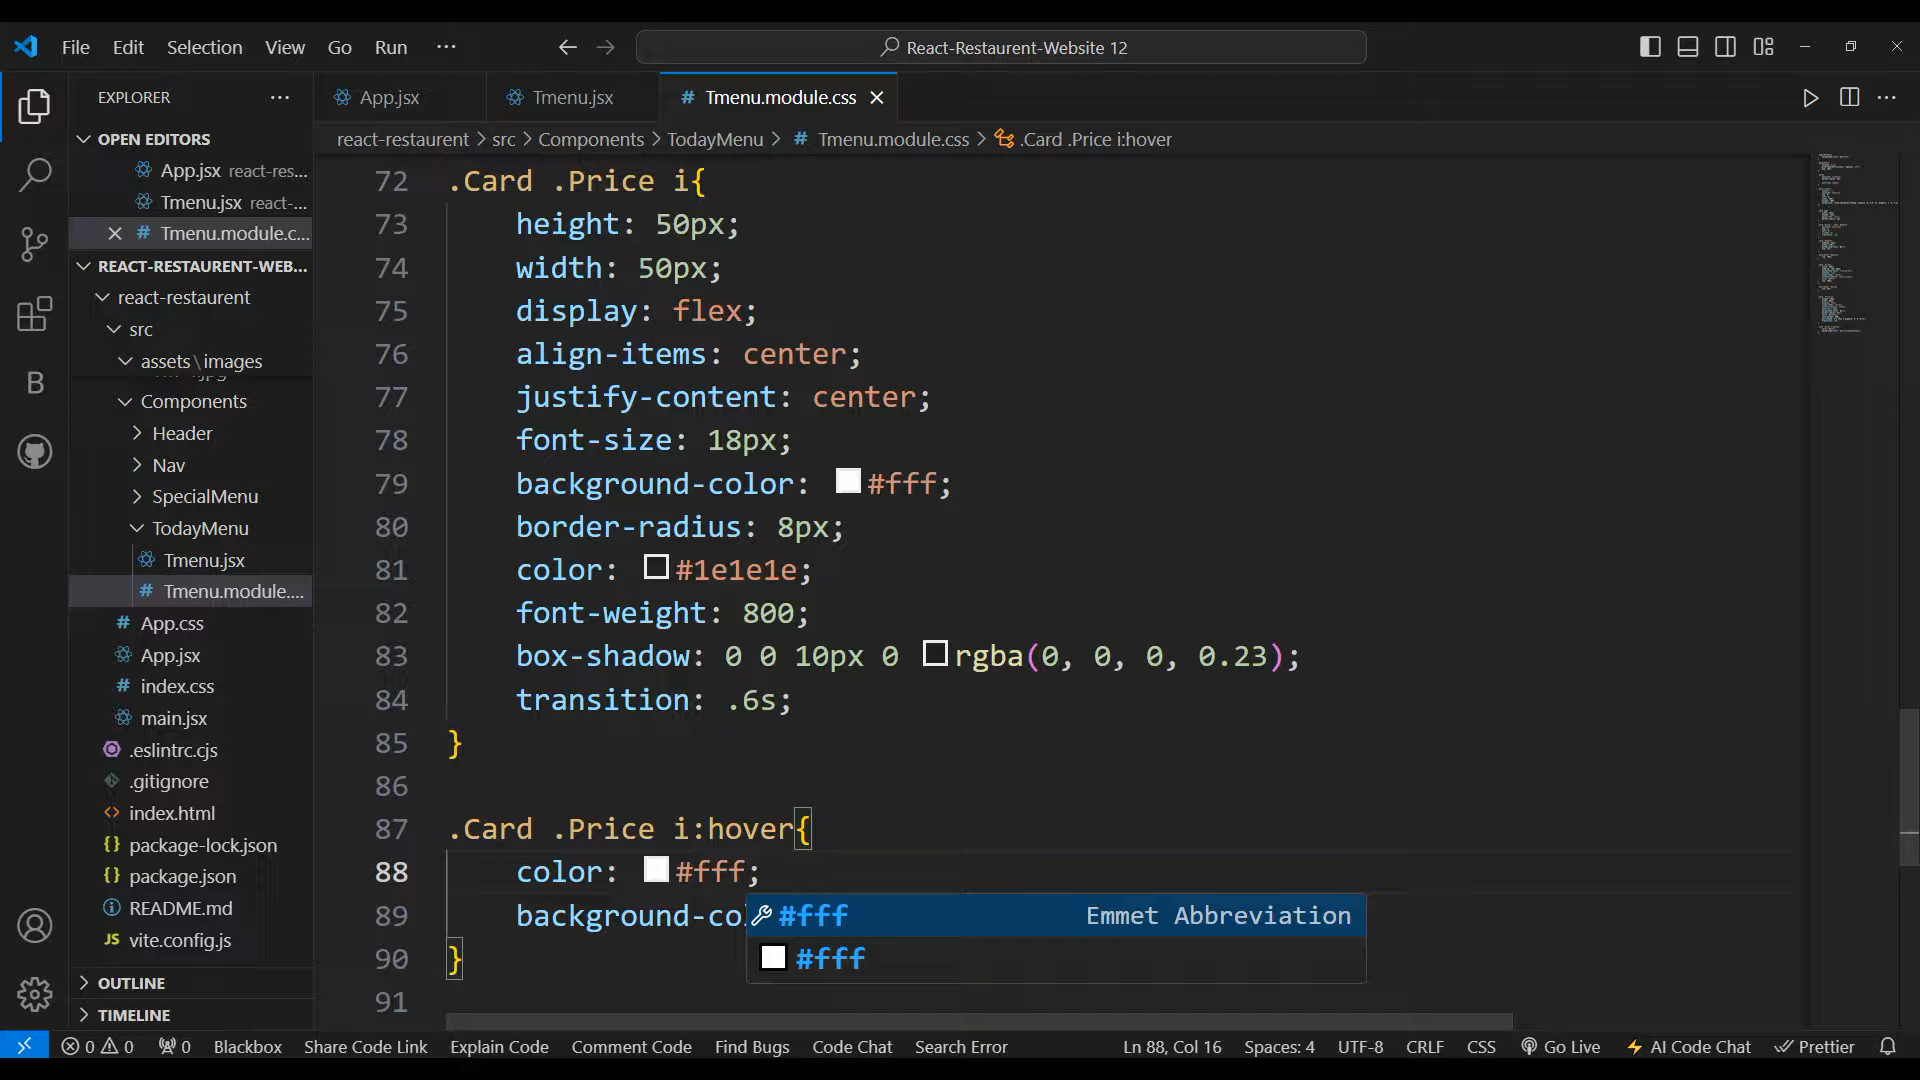 File Edit Selection View Go Run ···
React-Restaurent-Website 12
EXPLORER
OPEN EDITORS
App.jsx react-res...
Tmenu.jsx react-...
Tmenu.module.c...
REACT-RESTAURENT-WEB...
react-restaurent
src
assets\images
Components
Header
Nav
SpecialMenu
TodayMenu
Tmenu.jsx
Tmenu.module....
App.css
App.jsx
index.css
main.jsx
.eslintrc.cjs
.gitignore
index.html
package-lock.json
package.json
README.md
vite.config.js
OUTLINE
TIMELINE
App.jsx Tmenu.jsx Tmenu.module.css
react-restaurent > src > Components > TodayMenu > # Tmenu.module.css > .Card .Price i:hover
72 .Card .Price i{
73 height: 50px;
74 width: 50px;
75 display: flex;
76 align-items: center;
77 justify-content: center;
78 font-size: 18px;
79 background-color: #fff;
80 border-radius: 8px;
81 color: #1e1e1e;
82 font-weight: 800;
83 box-shadow: 0 0 10px 0 rgba(0, 0, 0, 0.23);
84 transition: .6s;
85 }
86
87 .Card .Price i:hover{
88 color: #fff;
89 background-co
#fff Emmet Abbreviation
#fff
90 }
91
0 0 0 Blackbox Share Code Link Explain Code Comment Code Find Bugs Code Chat Search Error Ln 88, Col 16 Spaces: 4 UTF-8 CRLF CSS Go Live AI Code Chat Prettier